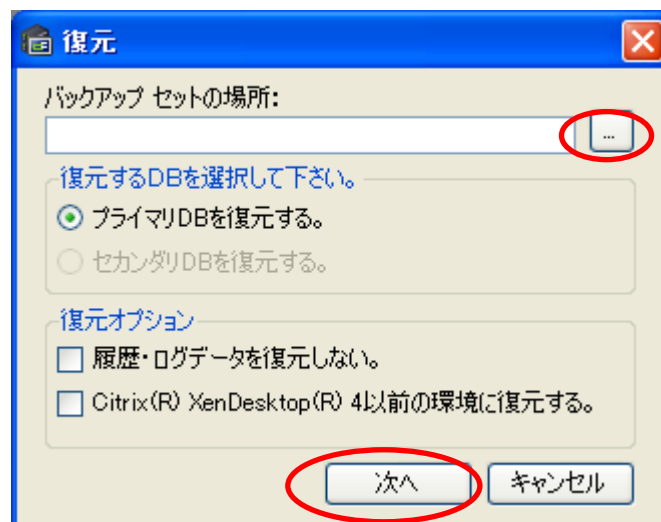 復元
バックアップ セットの場所:
...
復元するDBを選択して下さい。
プライマリDBを復元する。
セカンダリDBを復元する。
復元オプション
履歴・ログデータを復元しない。
Citrix(R) XenDesktop(R) 4以前の環境に復元する。
次へ
キャンセル